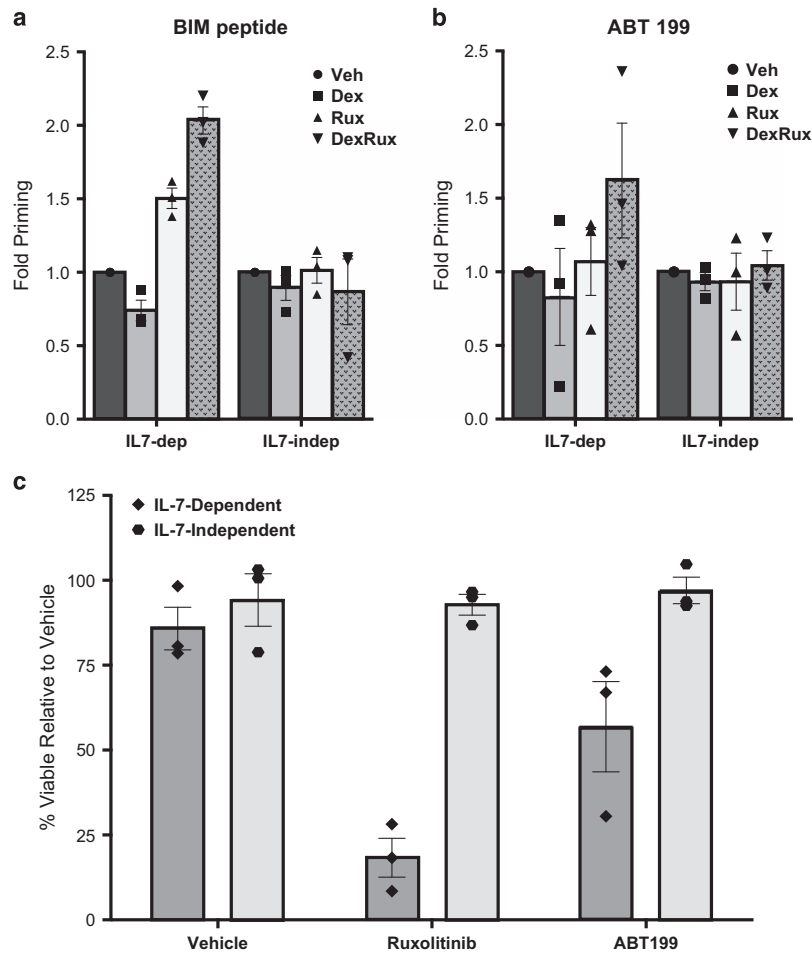 a
BIM peptide
2.5
2.0
1.5
1.0
0.5
0.0
Fold Priming
Veh
Dex
Rux
DexRux
IL7-dep IL7-indep
b
ABT 199
2.5
2.0
1.5
1.0
0.5
0.0
Fold Priming
Veh
Dex
Rux
DexRux
IL7-dep IL7-indep
c
125
100
75
50
25
0
% Viable Relative to Vehicle
IL-7-Dependent
IL-7-Independent
Vehicle Ruxolitinib ABT199